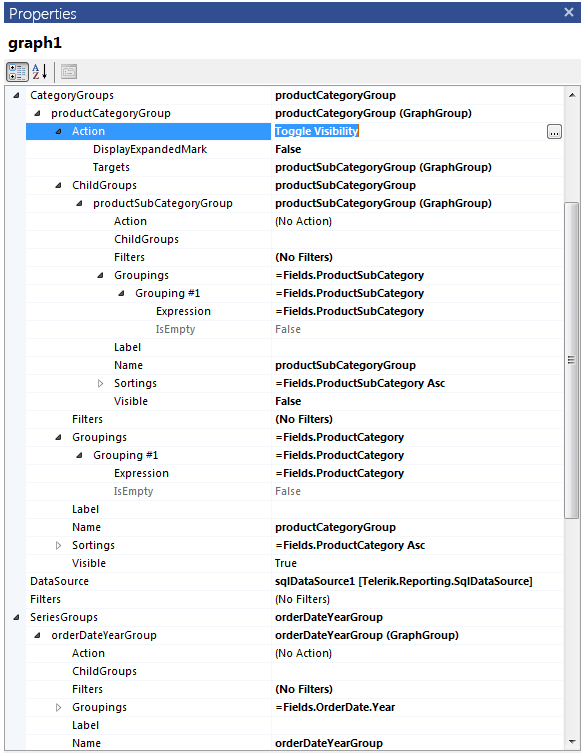 Properties
graph1
CategoryGroups productCategoryGroup
productCategoryGroup productCategoryGroup (GraphGroup)
Action Toggle Visibility ...
DisplayExpandedMark False
Targets productSubCategoryGroup (GraphGroup)
ChildGroups productSubCategoryGroup
productSubCategoryGroup productSubCategoryGroup (GraphGroup)
Action (No Action)
ChildGroups
Filters (No Filters)
Groupings =Fields.ProductSubCategory
Grouping #1 =Fields.ProductSubCategory
Expression =Fields.ProductSubCategory
IsEmpty False
Label
Name productSubCategoryGroup
Sortings =Fields.ProductSubCategory Asc
Visible False
Filters (No Filters)
Groupings =Fields.ProductCategory
Grouping #1 =Fields.ProductCategory
Expression =Fields.ProductCategory
IsEmpty False
Label
Name productCategoryGroup
Sortings =Fields.ProductCategory Asc
Visible True
DataSource sqlDataSource1 [Telerik.Reporting.SqlDataSource]
Filters (No Filters)
SeriesGroups orderDateYearGroup
orderDateYearGroup orderDateYearGroup (GraphGroup)
Action (No Action)
ChildGroups
Filters (No Filters)
Groupings =Fields.OrderDate.Year
Label
Name orderDateYearGroup